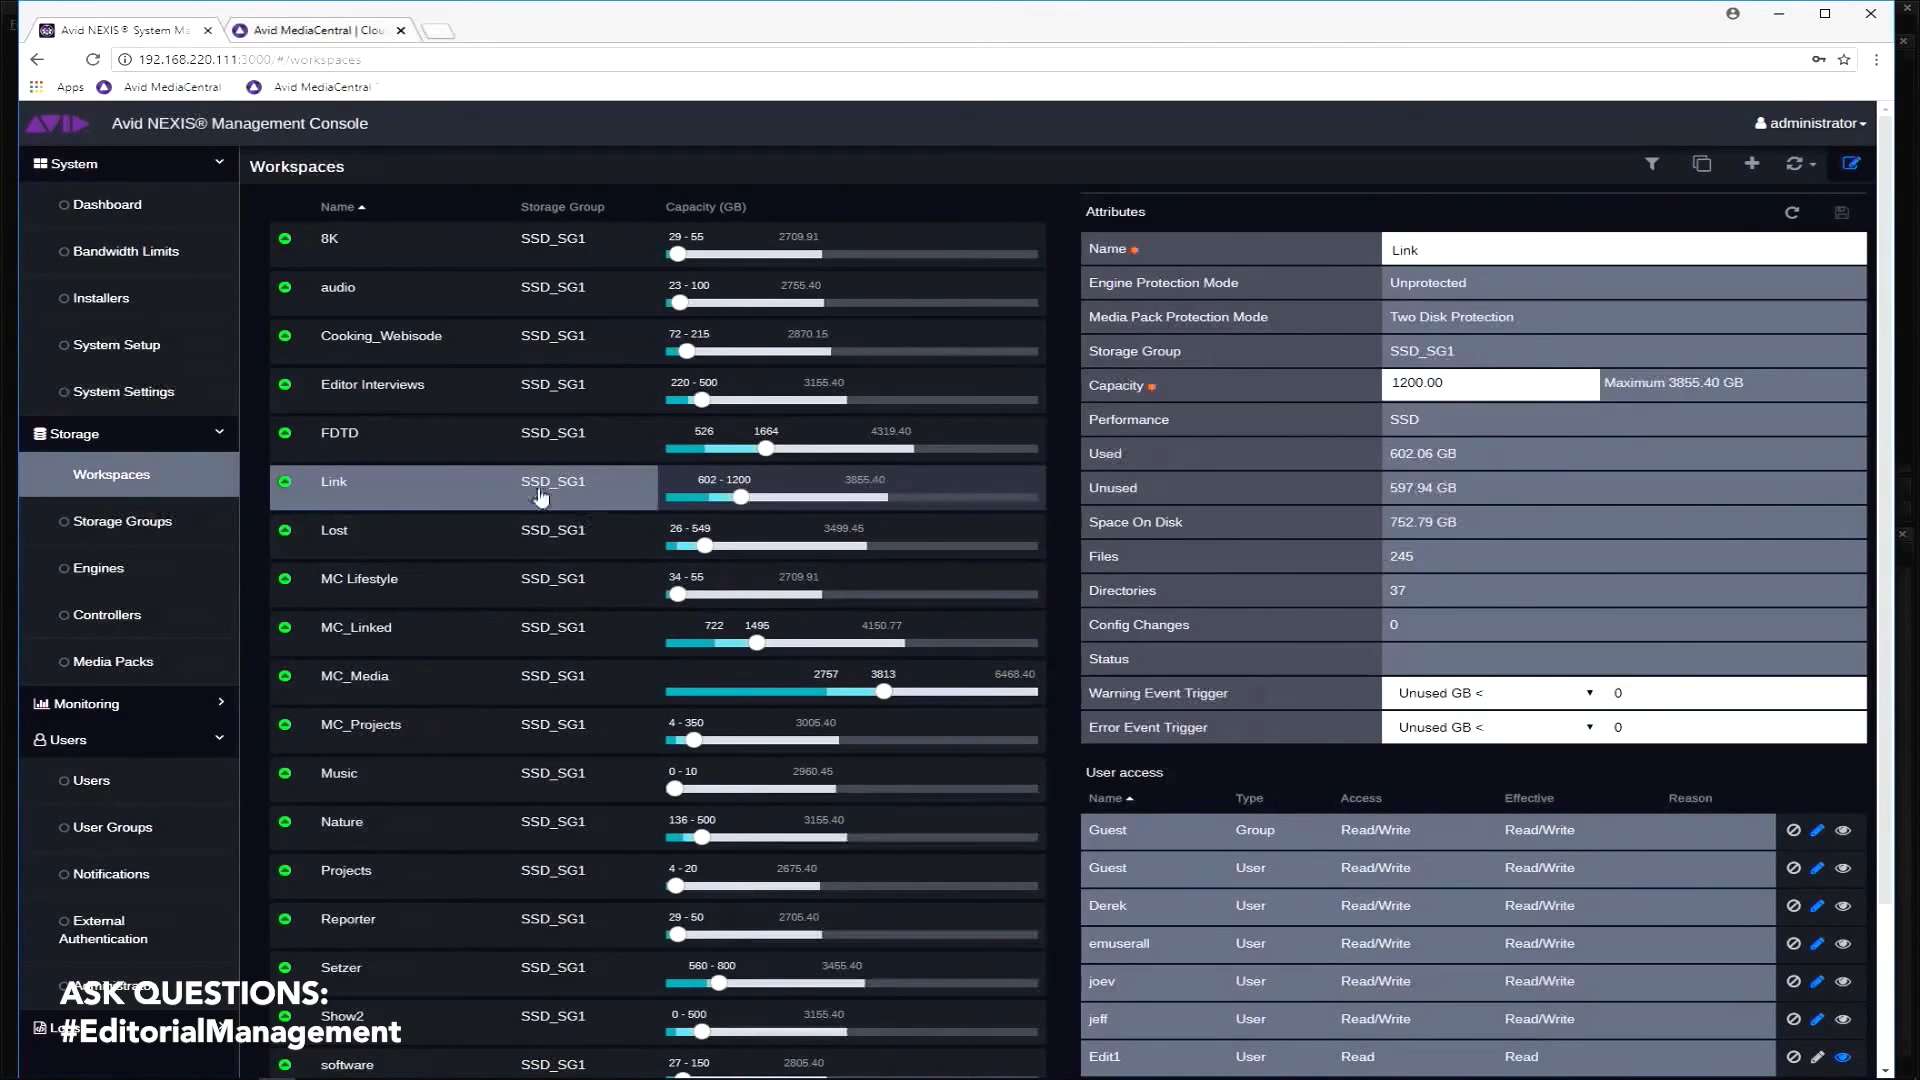 Avid NEXIS® System Ma
Avid MediaCentral | Clou
192.168.220.111:3000/#/workspaces
Apps
Avid MediaCentral
Avid MediaCentral
AVID
Avid NEXIS® Management Console
administrator
System
Dashboard
Bandwidth Limits
Installers
System Setup
System Settings
Storage
Workspaces
Storage Groups
Engines
Controllers
Media Packs
Monitoring
Users
Users
User Groups
Notifications
External
Authentication
Administrato
Logs
Workspaces
Name Storage Group Capacity (GB)
8K SSD_SG1 29 - 55 2709.91
audio SSD_SG1 23 - 100 2755.40
Cooking_Webisode SSD_SG1 72 - 215 2870.15
Editor Interviews SSD_SG1 220 - 500 3155.40
FDTD SSD_SG1 526 1664 4319.40
Link SSD_SG1 602 - 1200 3855.40
Lost SSD_SG1 26 - 549 3499.45
MC Lifestyle SSD_SG1 34 - 55 2709.91
MC_Linked SSD_SG1 722 1495 4150.77
MC_Media SSD_SG1 2757 3813 6468.40
MC_Projects SSD_SG1 4 - 350 3005.40
Music SSD_SG1 0 - 10 2960.45
Nature SSD_SG1 136 - 500 3155.40
Projects SSD_SG1 4 - 20 2675.40
Reporter SSD_SG1 29 - 50 2705.40
Setzer SSD_SG1 560 - 800 3455.40
Show2 SSD_SG1 0 - 500 3155.40
software SSD_SG1 27 - 150 2805.40
Attributes
Name Link
Engine Protection Mode Unprotected
Media Pack Protection Mode Two Disk Protection
Storage Group SSD_SG1
Capacity 1200.00 Maximum 3855.40 GB
Performance SSD
Used 602.06 GB
Unused 597.94 GB
Space On Disk 752.79 GB
Files 245
Directories 37
Config Changes 0
Status
Warning Event Trigger Unused GB < 0
Error Event Trigger Unused GB < 0
User access
Name Type Access Effective Reason
Guest Group Read/Write Read/Write
Guest User Read/Write Read/Write
Derek User Read/Write Read/Write
emuserall User Read/Write Read/Write
joev User Read/Write Read/Write
jeff User Read/Write Read/Write
Edit1 User Read Read
ASK QUESTIONS:
#EditorialManagement